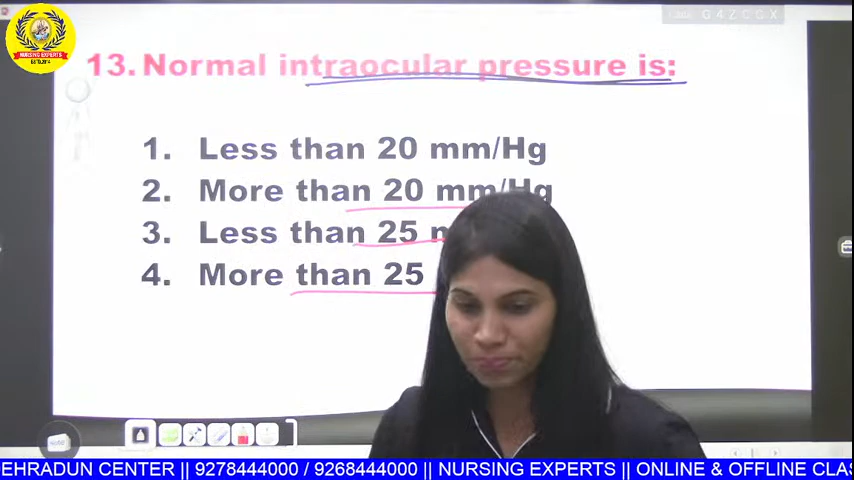 NURSING EXPERTS
13. Normal intraocular pressure is:
1. Less than 20 mm/Hg
2. More than 20 mm/Hg
3. Less than 25
4. More than 25
DEHRADUN CENTER || 9278444000 / 9268444000 || NURSING EXPERTS || ONLINE & OFFLINE CLAS